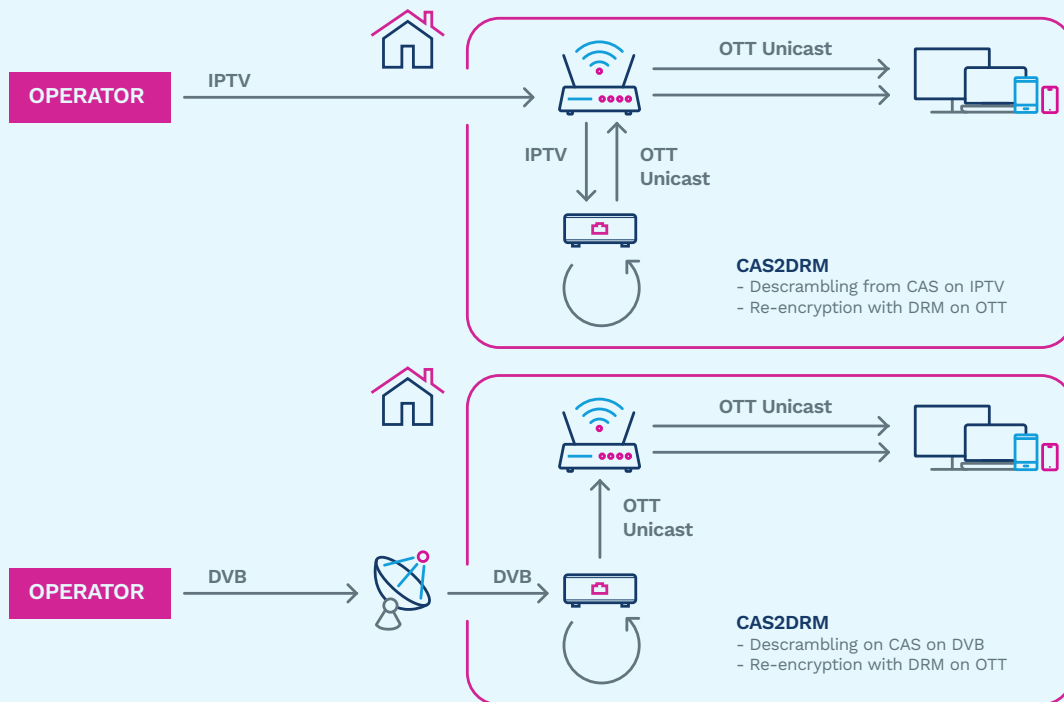 OTT Unicast
IPTV
OPERATOR
IPTV
OTT
Unicast
CAS2DRM
- Descrambling from CAS on IPTV
- Re-encryption with DRM on OTT
OTT Unicast
OTT
Unicast
DVB
DVB
OPERATOR
CAS2DRM
- Descrambling on CAS on DVB
- Re-encryption with DRM on OTT